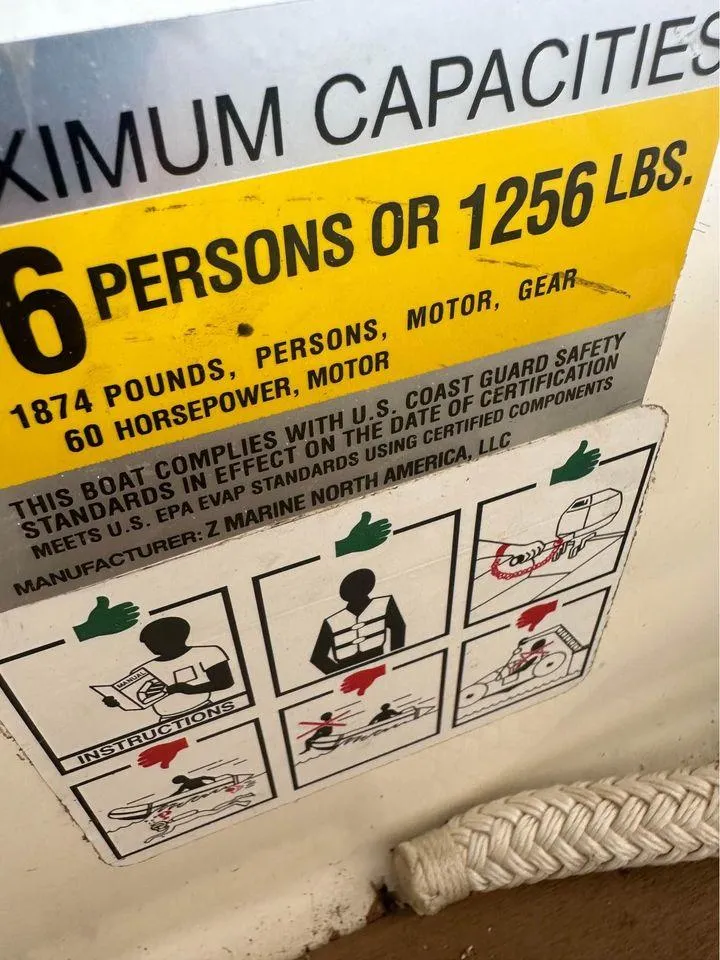 XIMUM CAPACITIES
6 PERSONS OR 1256 LBS.
1874 POUNDS, PERSONS, MOTOR, GEAR
60 HORSEPOWER, MOTOR
THIS BOAT COMPLIES WITH U.S. COAST GUARD SAFETY
STANDARDS IN EFFECT ON THE DATE OF CERTIFICATION
MEETS U.S. EPA EVAP STANDARDS USING CERTIFIED COMPONENTS
MANUFACTURER: Z MARINE NORTH AMERICA, LLC
MANUAL
INSTRUCTIONS